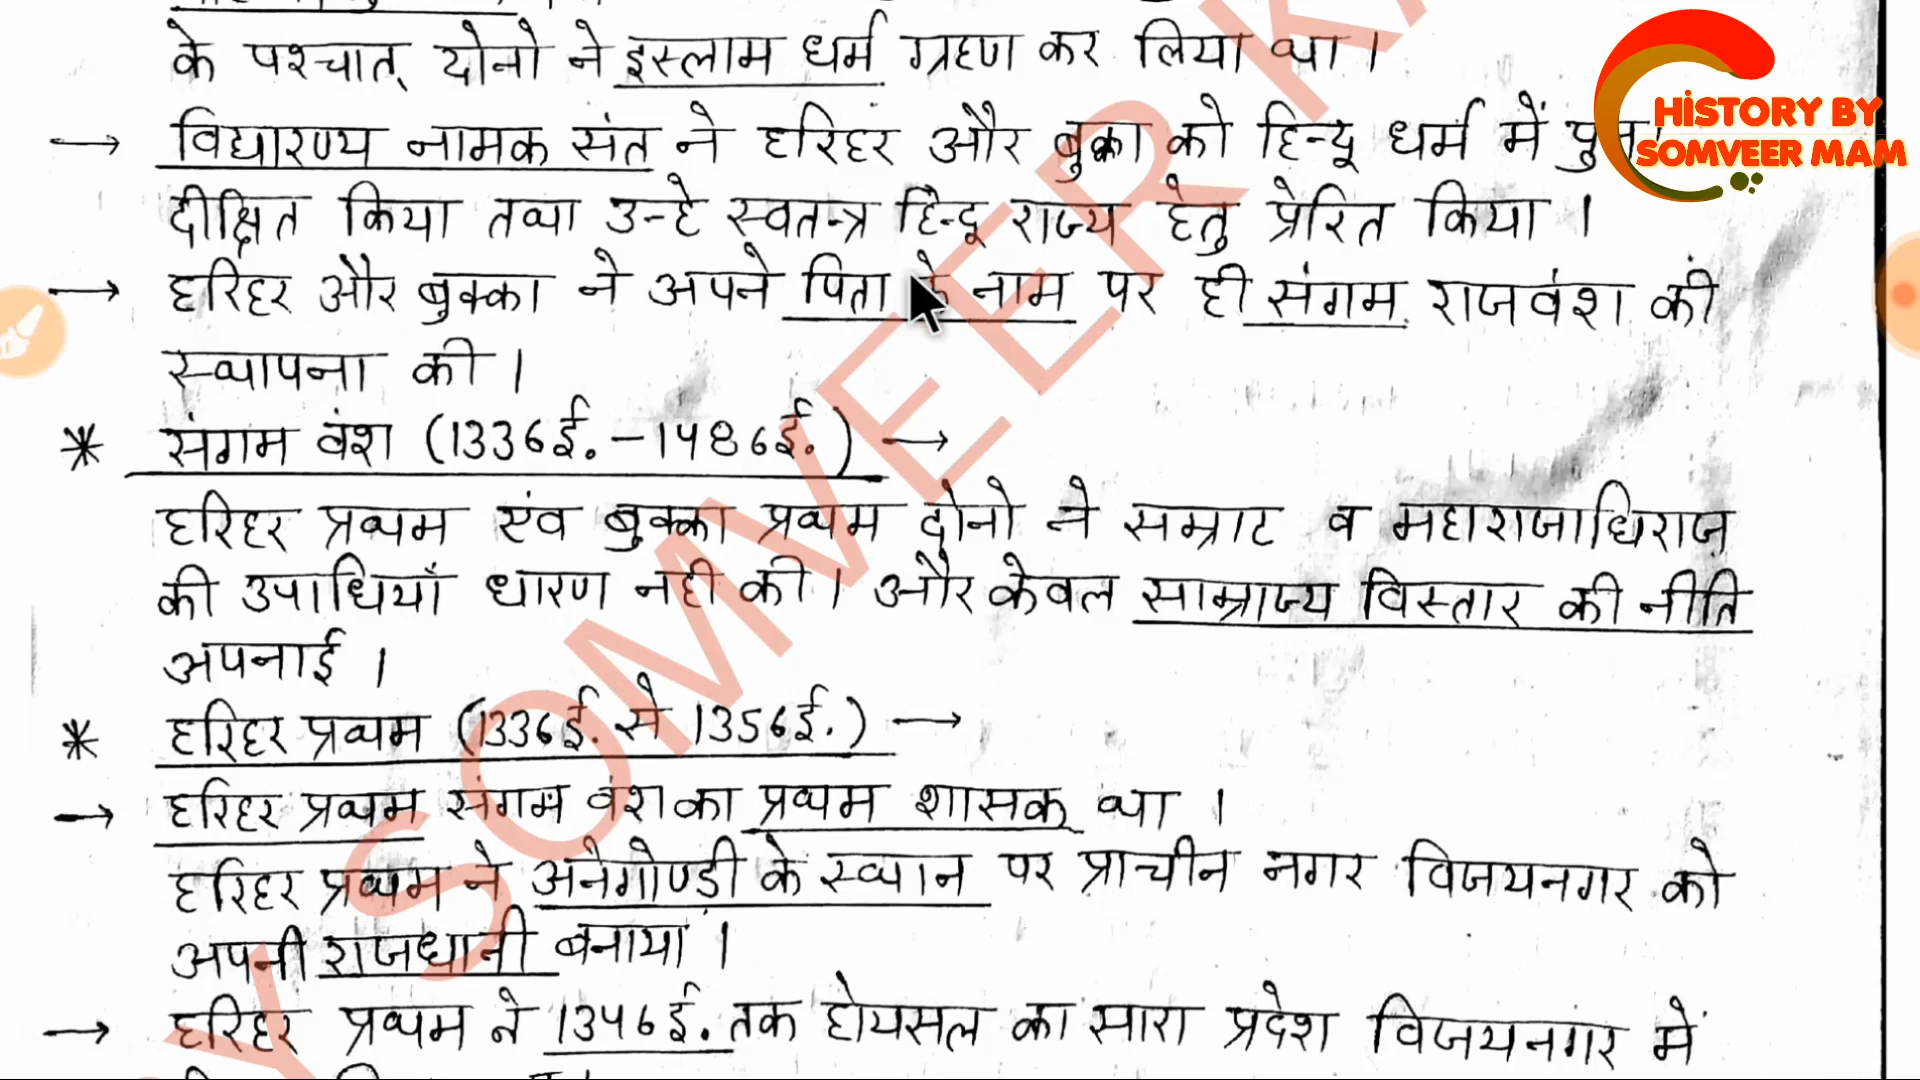 के पश्चात् दोनो ने इस्लाम धर्म ग्रहण कर लिया था।
→ विद्यारण्य नामक संत ने हरिहर और बुक्का को हिन्दू धर्म में
दीक्षित किया तथा उन्हे स्वतन्त्र हिन्दू राज्य हेतु प्रेरित किया।
→ हरिहर और बुक्का ने अपने पिता के नाम पर ही संगम राजवंश की
स्थापना की।
* संगम वंश (1336ई. – 1486ई.) →
हरिहर प्रथम एंव बुक्का प्रथम दोनो ने सम्राट व महाराजाधिराज
की उपाधियाँ धारण नही की। और केवल साम्राज्य विस्तार की नीति
अपनाई।
* हरिहर प्रथम (1336ई. से 1356ई.) →
→ हरिहर प्रथम संगम वंश का प्रथम शासक था।
हरिहर प्रथम ने अनेगोण्डी के स्थान पर प्राचीन नगर विजयनगर को
अपनी राजधानी बनाया।
→ हरिहर प्रथम ने 1346ई. तक होयसल का सारा प्रदेश विजयनगर में
HISTORY BY
SOMVEER MAM
Y SOMVEER K